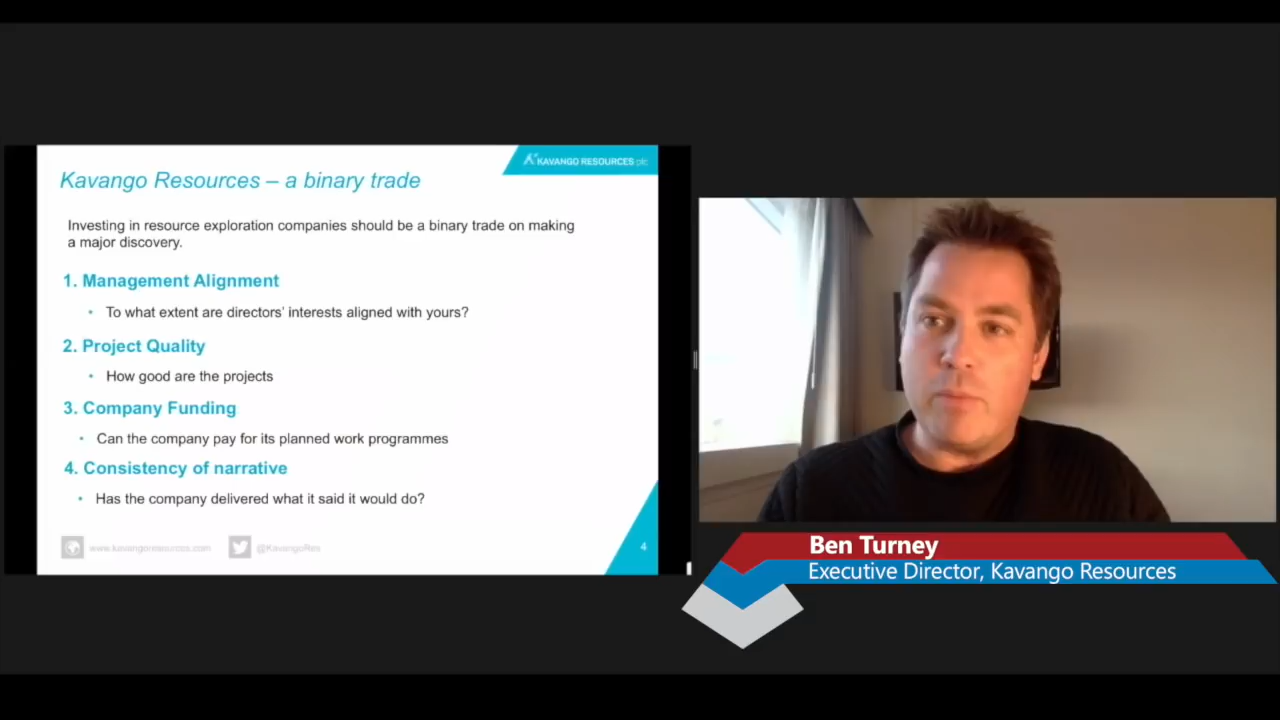 KAVANGO RESOURCES plc
Kavango Resources – a binary trade
Investing in resource exploration companies should be a binary trade on making
a major discovery.
1. Management Alignment
• To what extent are directors' interests aligned with yours?
2. Project Quality
• How good are the projects
3. Company Funding
• Can the company pay for its planned work programmes
4. Consistency of narrative
• Has the company delivered what it said it would do?
www.kavangoresources.com @KavangoRes
4
Ben Turney
Executive Director, Kavango Resources